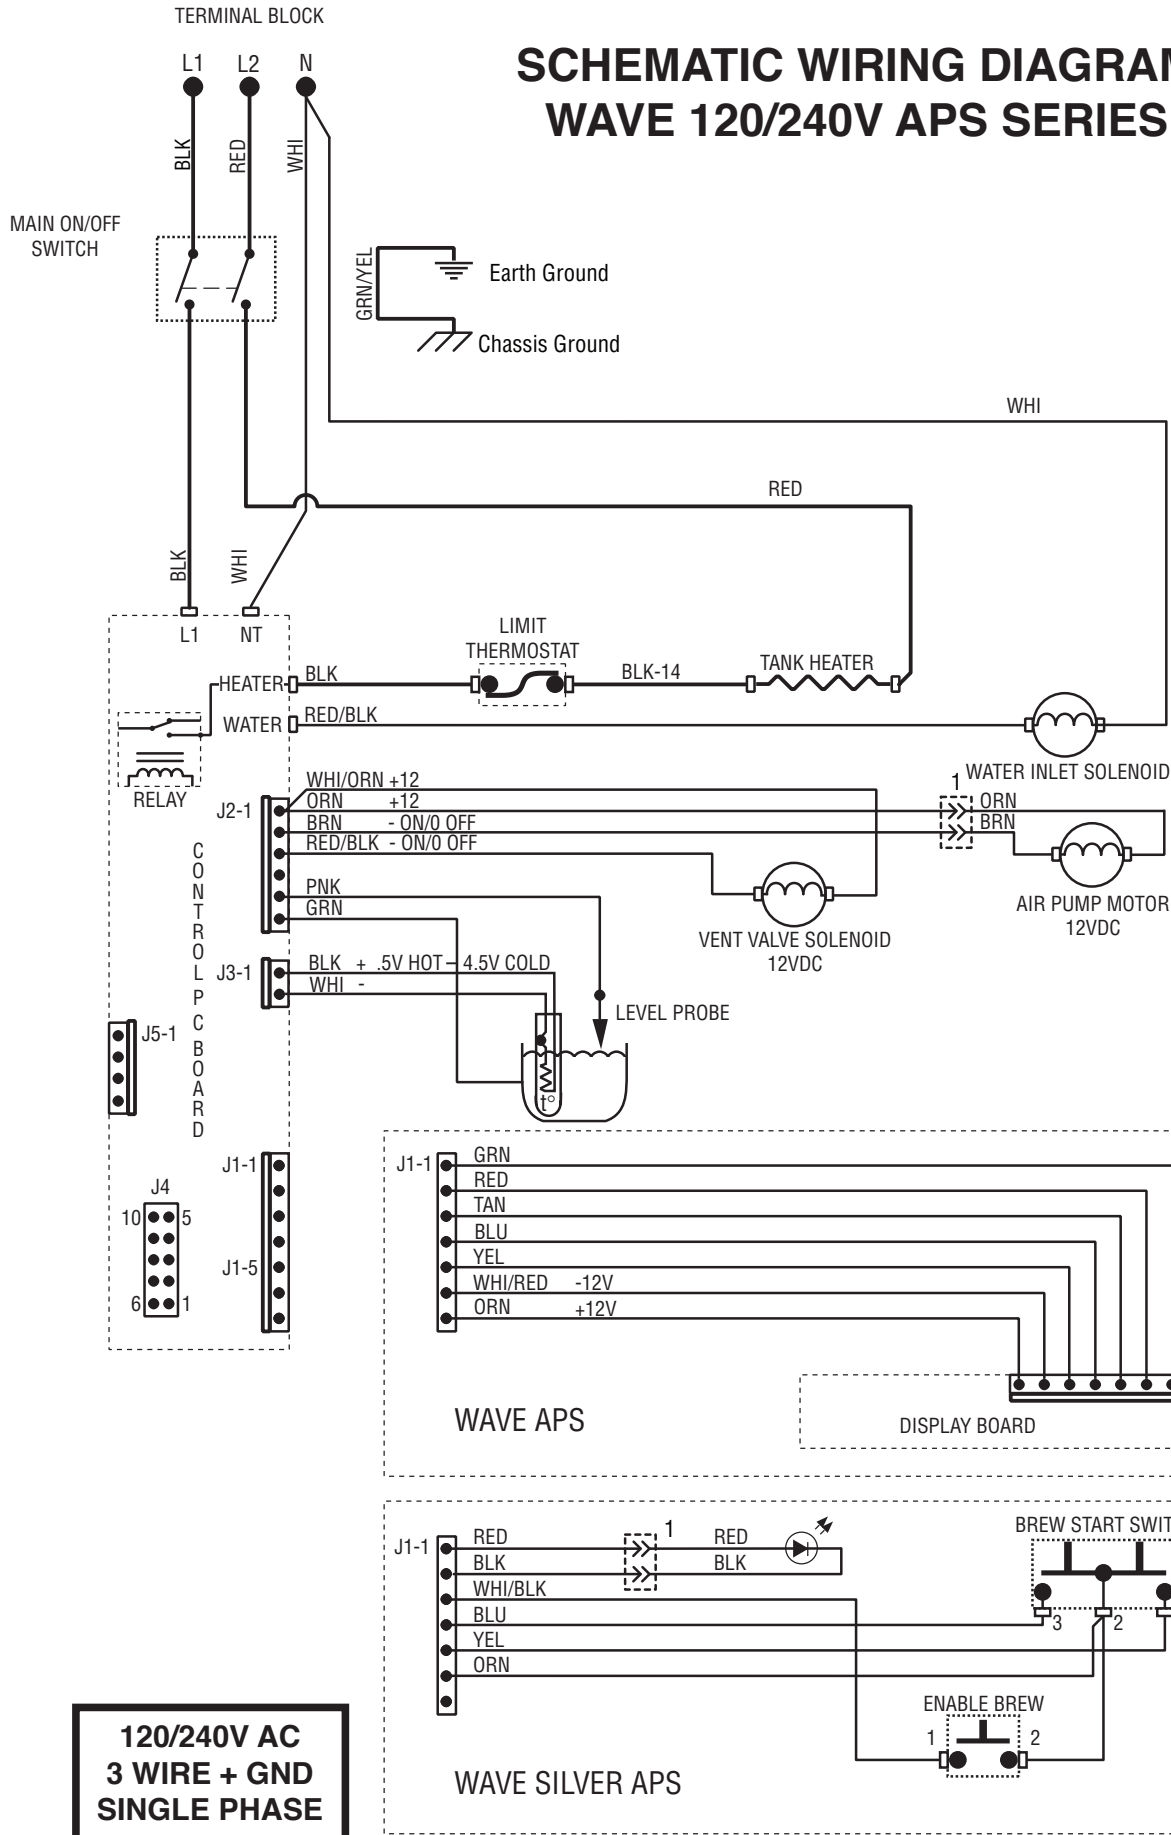 TERMINAL BLOCK
SCHEMATIC WIRING DIAGRAM
WAVE 120/240V APS SERIES
L1 L2 N
BLK RED WHI
MAIN ON/OFF
SWITCH
GRN/YEL
Earth Ground
Chassis Ground
WHI
RED
BLK WHI
L1 NT
LIMIT
THERMOSTAT
HEATER BLK BLK-14 TANK HEATER
WATER RED/BLK
WATER INLET SOLENOID
RELAY
J2-1
WHI/ORN +12
ORN +12
BRN - ON/0 OFF
RED/BLK - ON/0 OFF
PNK
GRN
1
ORN
BRN
AIR PUMP MOTOR
12VDC
VENT VALVE SOLENOID
12VDC
CONTROL PC BOARD
J3-1
BLK + .5V HOT - 4.5V COLD
WHI -
LEVEL PROBE
t°
J5-1
J1-1
J1-5
J4
10 5
6 1
J1-1
GRN
RED
TAN
BLU
YEL
WHI/RED -12V
ORN +12V
WAVE APS
DISPLAY BOARD
J1-1
RED 1 RED
BLK BLK
WHI/BLK
BLU
YEL
ORN
BREW START SWIT
3 2
ENABLE BREW
1 2
WAVE SILVER APS
120/240V AC
3 WIRE + GND
SINGLE PHASE